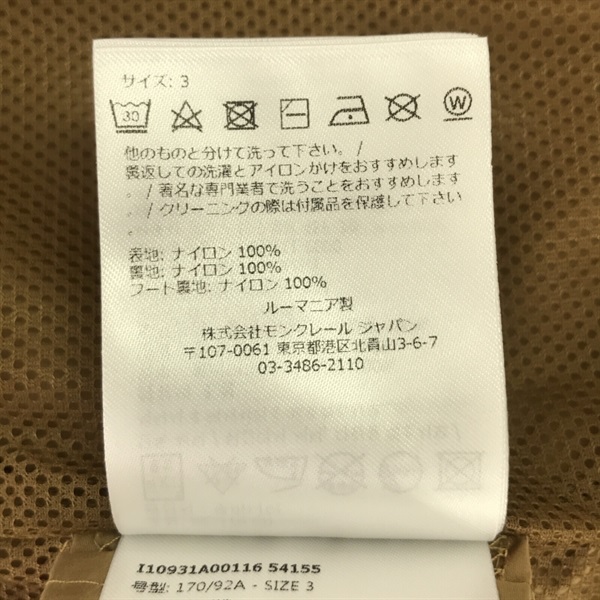 サイズ: 3
30
W
他のものと分けて洗って下さい。/
裏返しての洗濯とアイロンかけをおすすめします
。/ 著名な専門業者で洗うことをおすすめします
。/ クリーニングの際は付属品を保護して下さい
。
表地: ナイロン 100%
裏地: ナイロン 100%
フード裏地: ナイロン 100%
ルーマニア製
株式会社モンクレール ジャパン
〒107-0061 東京都港区北青山3-6-7
03-3486-2110
I10931A00116 54155
号型: 170/92A - SIZE 3